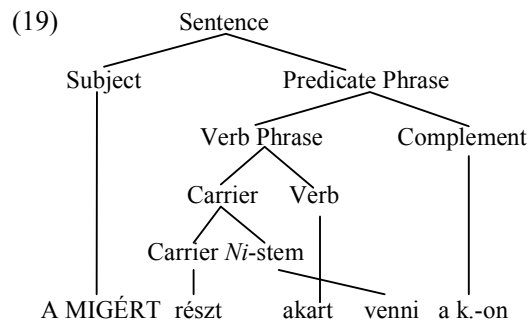 (19) Sentence
Subject Predicate Phrase
Verb Phrase Complement
Carrier Verb
Carrier Ni-stem
A MIGÉRT részt akart venni a k.-on